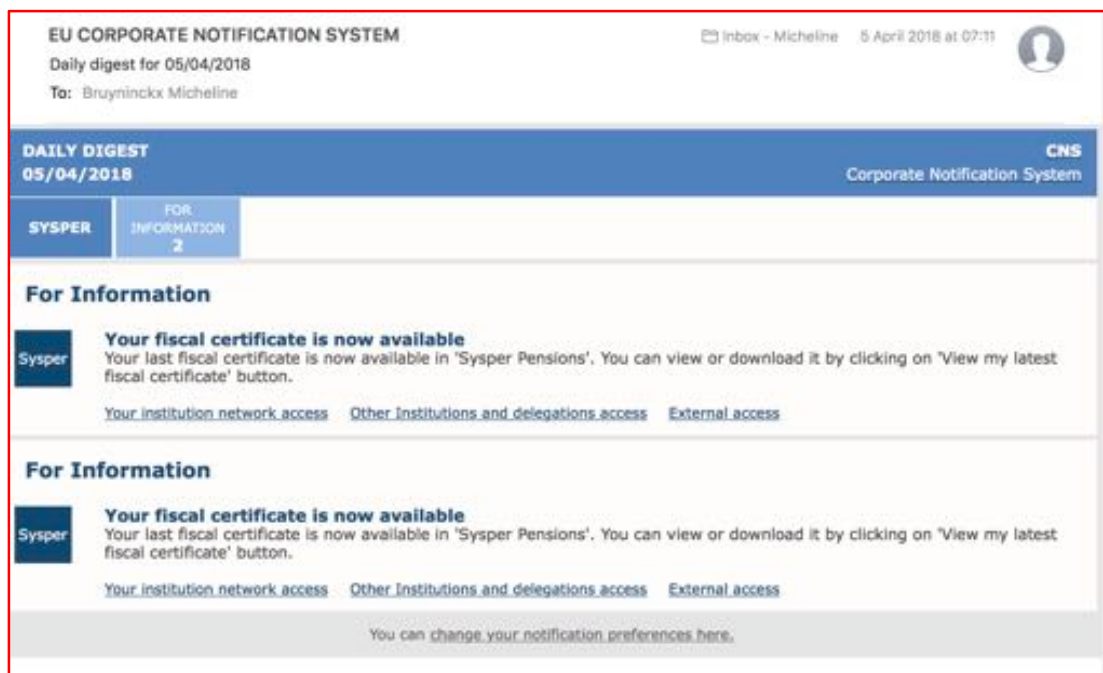 EU CORPORATE NOTIFICATION SYSTEM
Inbox - Micheline 5 April 2018 at 07:11
Daily digest for 05/04/2018
To: Bruyninckx Micheline
DAILY DIGEST
05/04/2018
CNS
Corporate Notification System
SYSPER
FOR
INFORMATION
2
For Information
Sysper
Your fiscal certificate is now available
Your last fiscal certificate is now available in 'Sysper Pensions'. You can view or download it by clicking on 'View my latest
fiscal certificate' button.
Your institution network access Other Institutions and delegations access External access
For Information
Sysper
Your fiscal certificate is now available
Your last fiscal certificate is now available in 'Sysper Pensions'. You can view or download it by clicking on 'View my latest
fiscal certificate' button.
Your institution network access Other Institutions and delegations access External access
You can change your notification preferences here.